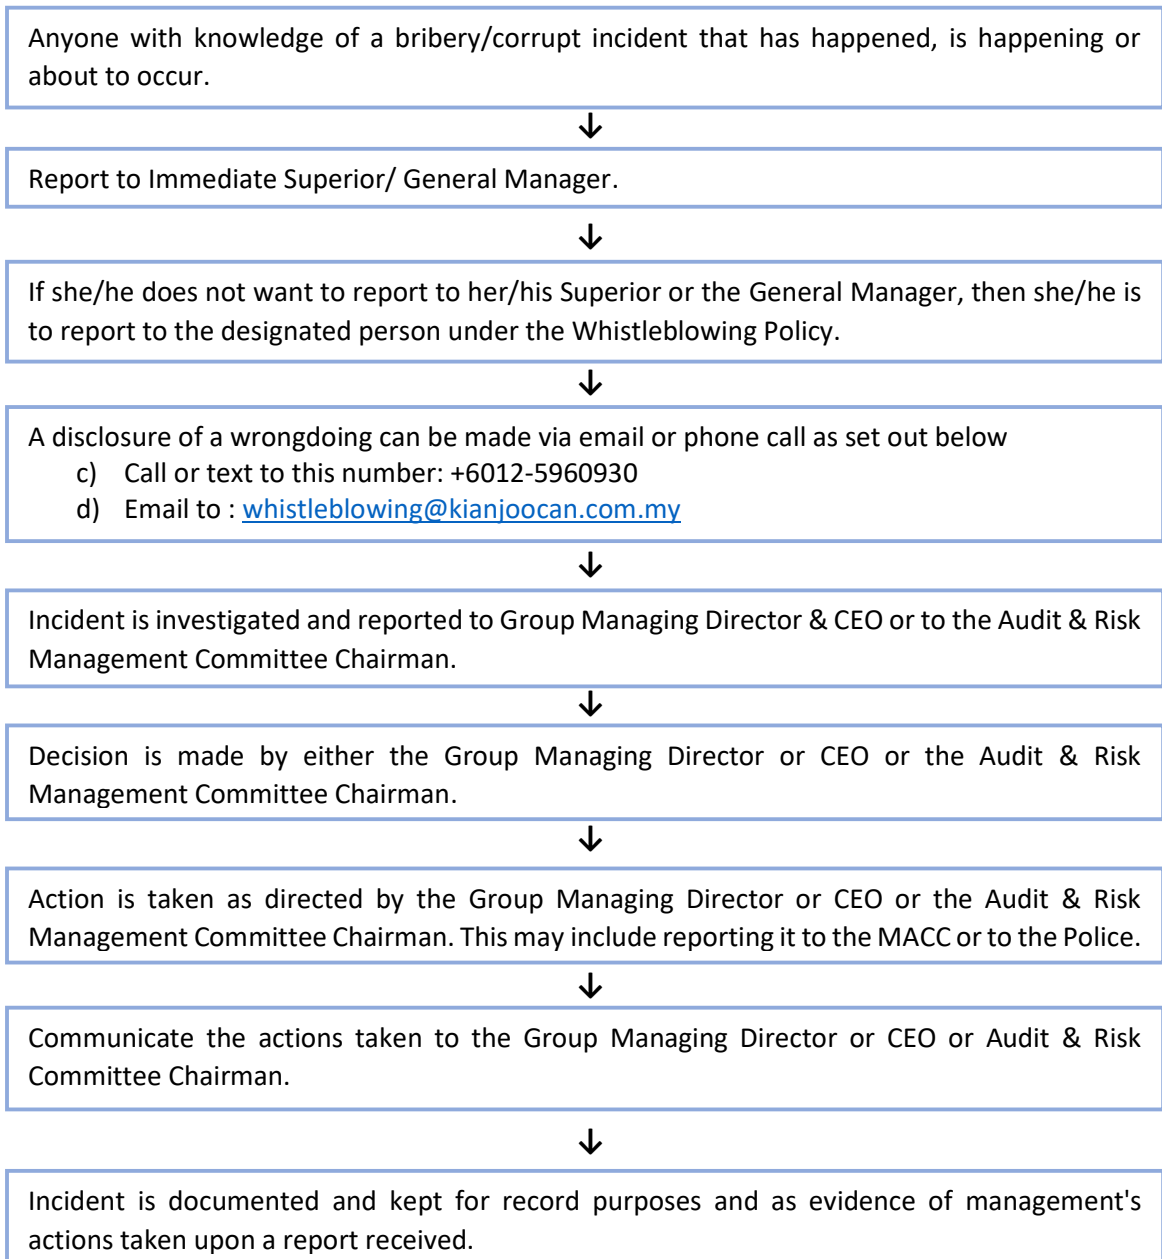 Anyone with knowledge of a bribery/corrupt incident that has happened, is happening or
about to occur.
↓
Report to Immediate Superior/ General Manager.
↓
If she/he does not want to report to her/his Superior or the General Manager, then she/he is
to report to the designated person under the Whistleblowing Policy.
↓
A disclosure of a wrongdoing can be made via email or phone call as set out below
c) Call or text to this number: +6012-5960930
d) Email to : whistleblowing@kianjoocan.com.my
↓
Incident is investigated and reported to Group Managing Director & CEO or to the Audit & Risk
Management Committee Chairman.
↓
Decision is made by either the Group Managing Director or CEO or the Audit & Risk
Management Committee Chairman.
↓
Action is taken as directed by the Group Managing Director or CEO or the Audit & Risk
Management Committee Chairman. This may include reporting it to the MACC or to the Police.
↓
Communicate the actions taken to the Group Managing Director or CEO or Audit & Risk
Committee Chairman.
↓
Incident is documented and kept for record purposes and as evidence of management's
actions taken upon a report received.